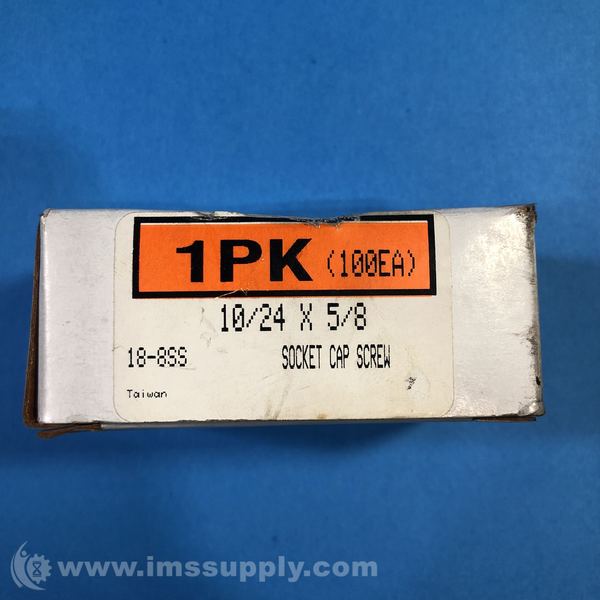 1PK (100EA)
10/24 X 5/8
18-8SS SOCKET CAP SCREW
Taiwan
www.imssupply.com